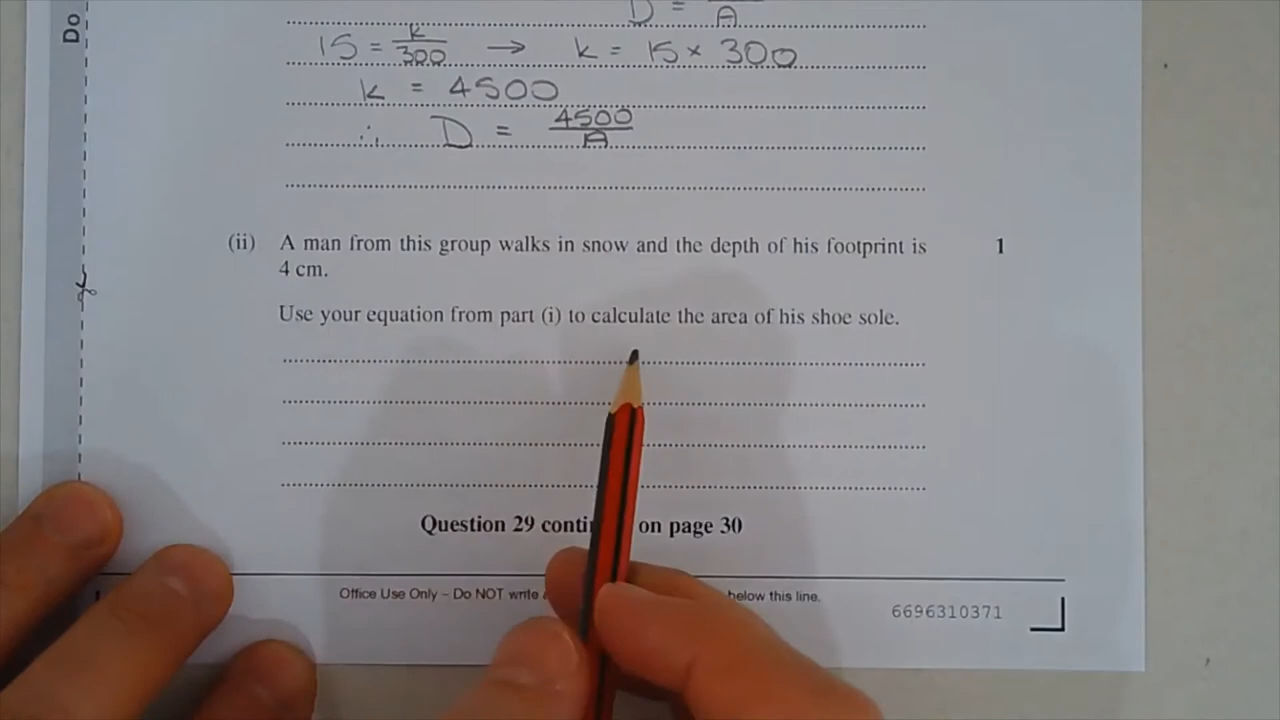 Do
D = 
A
15 = k/300 → k = 15 × 300
k = 4500
∴ D = 4500/A
(ii) A man from this group walks in snow and the depth of his footprint is 1
4 cm.
Use your equation from part (i) to calculate the area of his shoe sole.
Question 29 on page 30
Office Use Only – Do NOT write below this line.
6696310371